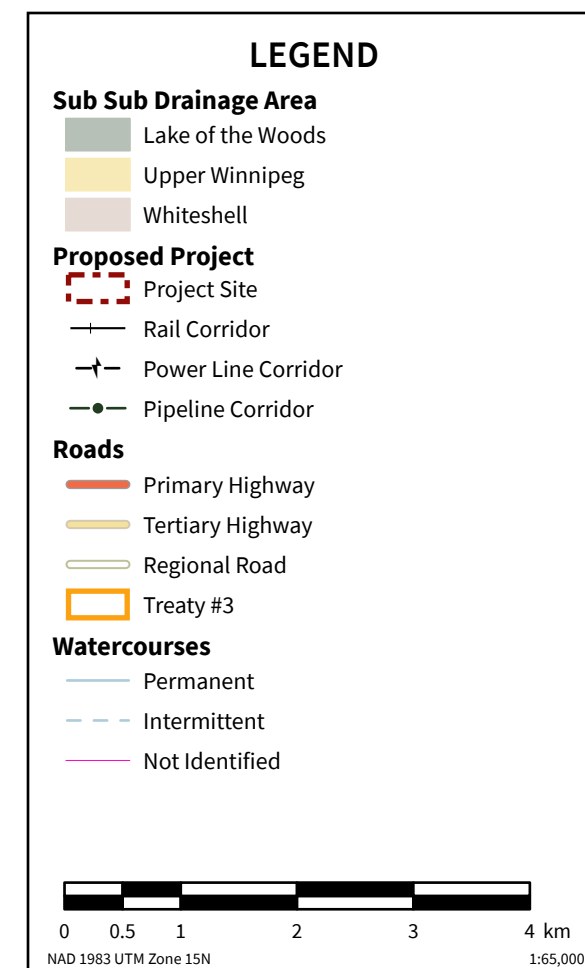 LEGEND
Sub Sub Drainage Area
Lake of the Woods
Upper Winnipeg
Whiteshell
Proposed Project
Project Site
Rail Corridor
Power Line Corridor
Pipeline Corridor
Roads
Primary Highway
Tertiary Highway
Regional Road
Treaty #3
Watercourses
Permanent
Intermittent
Not Identified
0 0.5 1 2 3 4 km
NAD 1983 UTM Zone 15N 1:65,000